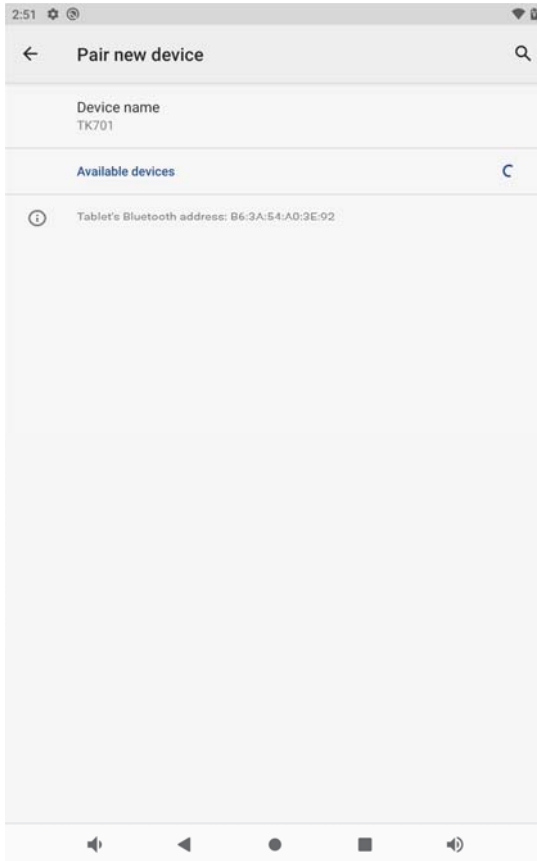 2:51
Pair new device
Device name
TK701
Available devices
Tablet's Bluetooth address: B6:3A:54:A0:3E:92